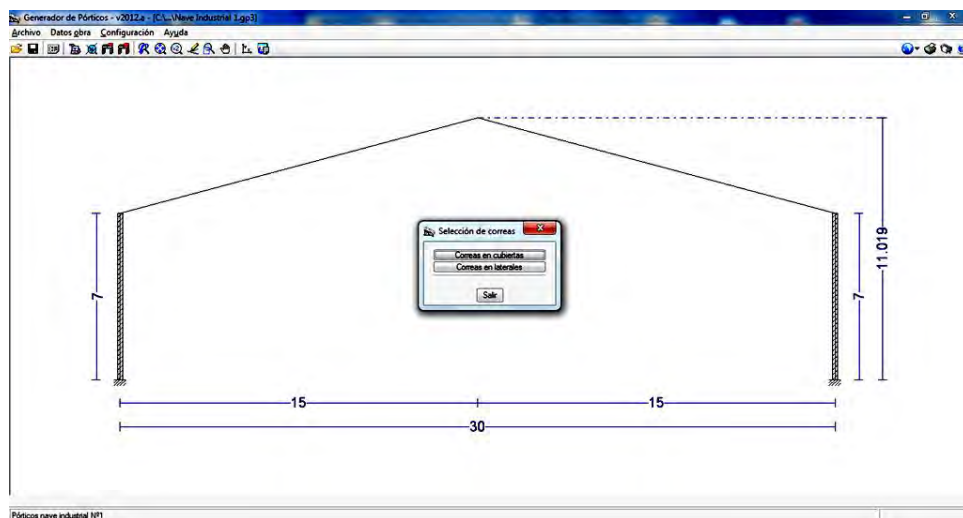 Generador de Pórticos - v2012.a - [C:\...\Nave Industrial 1.gp3]
Archivo Datos obra Configuración Ayuda
11.019
Selección de correas
Correas en cubiertas
Correas en laterales
Salir
7
7
15
15
30
Pórticos nave industrial Nº1